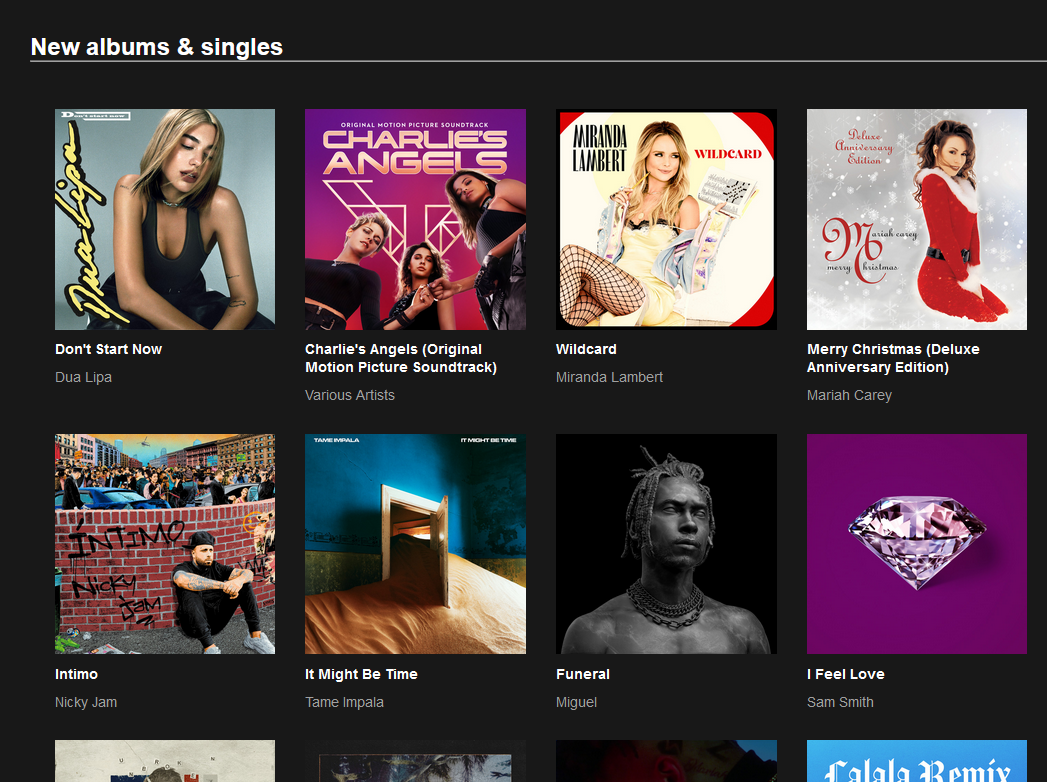 New albums & singles
Don't start now
Dua Lipa
ORIGINAL MOTION PICTURE SOUNDTRACK
CHARLIE'S
ANGELS
MIRANDA
LAMBERT
WILDCARD
Deluxe
Anniversary
Edition
Mariah carey
merry Christmas
Don't Start Now
Dua Lipa
Charlie's Angels (Original
Motion Picture Soundtrack)
Various Artists
Wildcard
Miranda Lambert
Merry Christmas (Deluxe
Anniversary Edition)
Mariah Carey
ÍNTIMO
Nicky
Jam
TAME IMPALA
IT MIGHT BE TIME
Intimo
Nicky Jam
It Might Be Time
Tame Impala
Funeral
Miguel
I Feel Love
Sam Smith
UNBROKEN
Lalala Remix